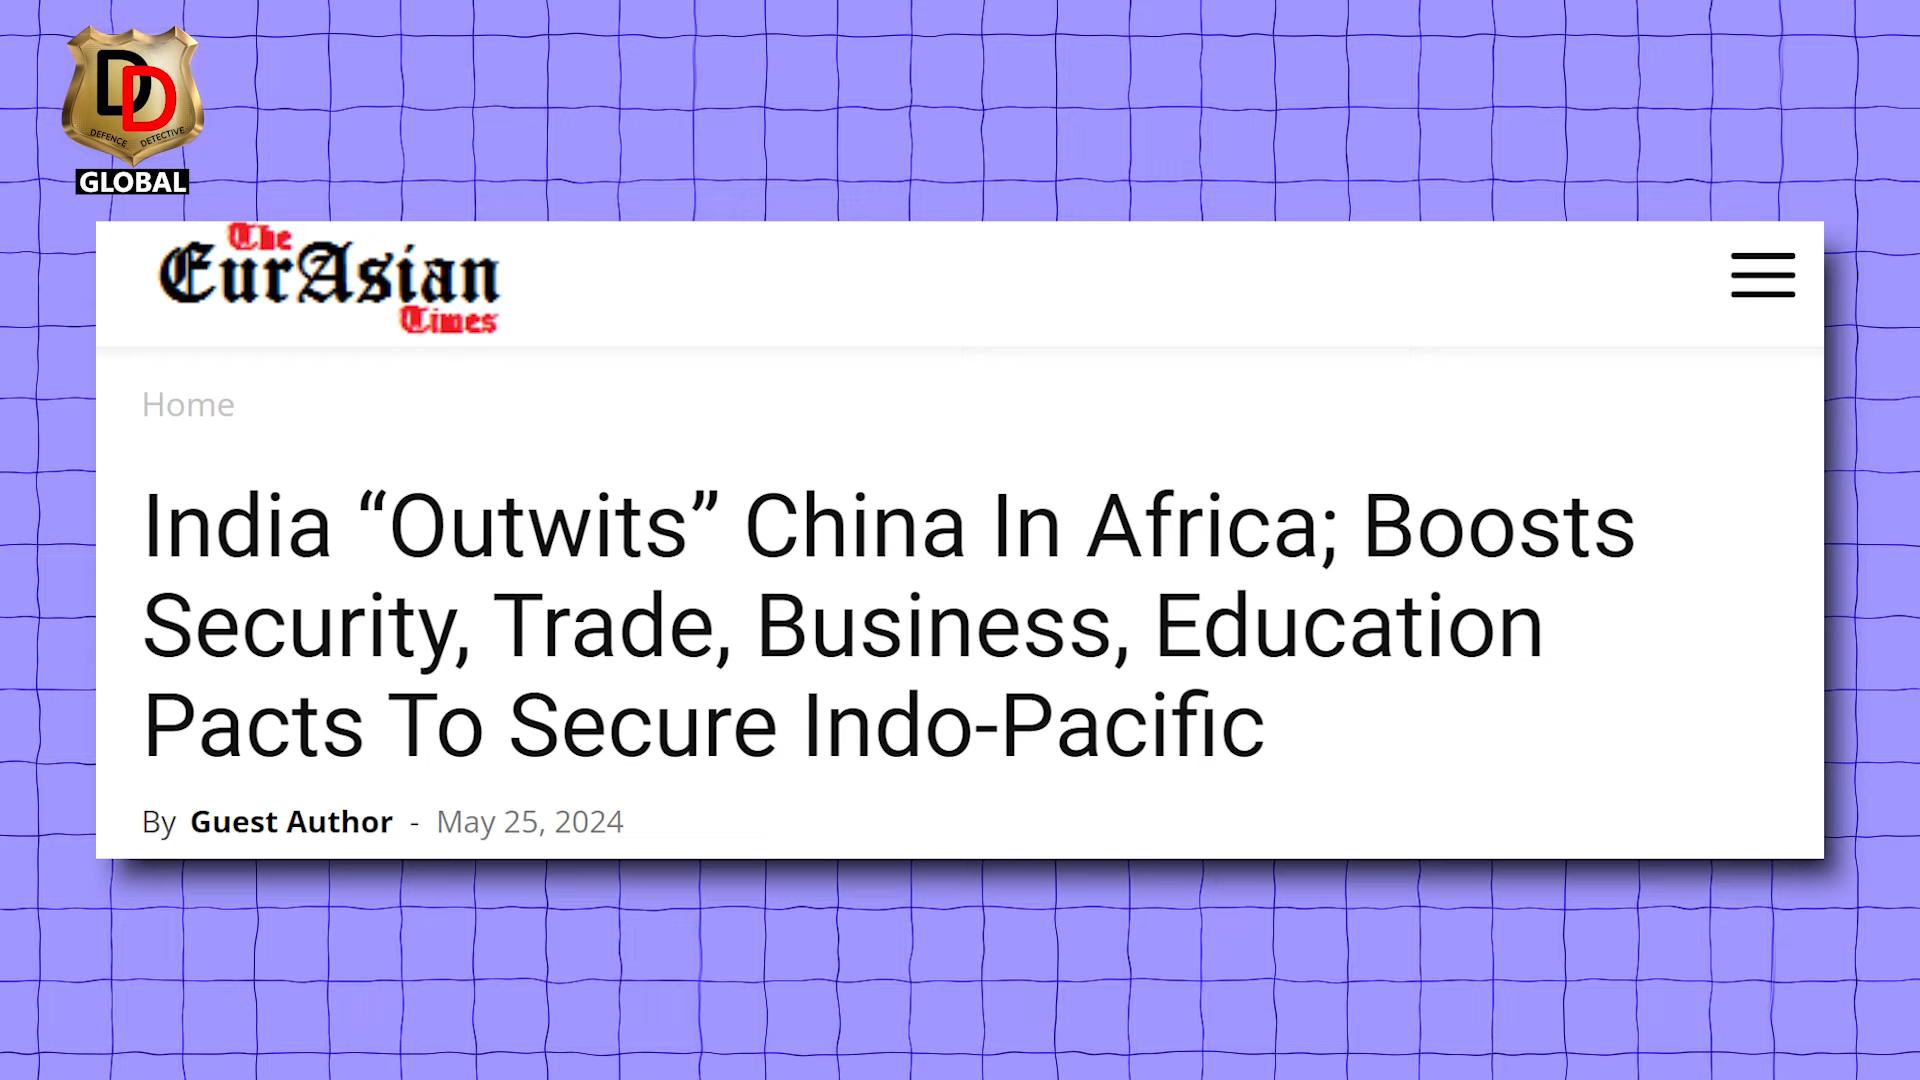 DD
DEFENCE DETECTIVE
GLOBAL
The
EurAsian
Times
Home
India “Outwits” China In Africa; Boosts
Security, Trade, Business, Education
Pacts To Secure Indo-Pacific
By Guest Author - May 25, 2024